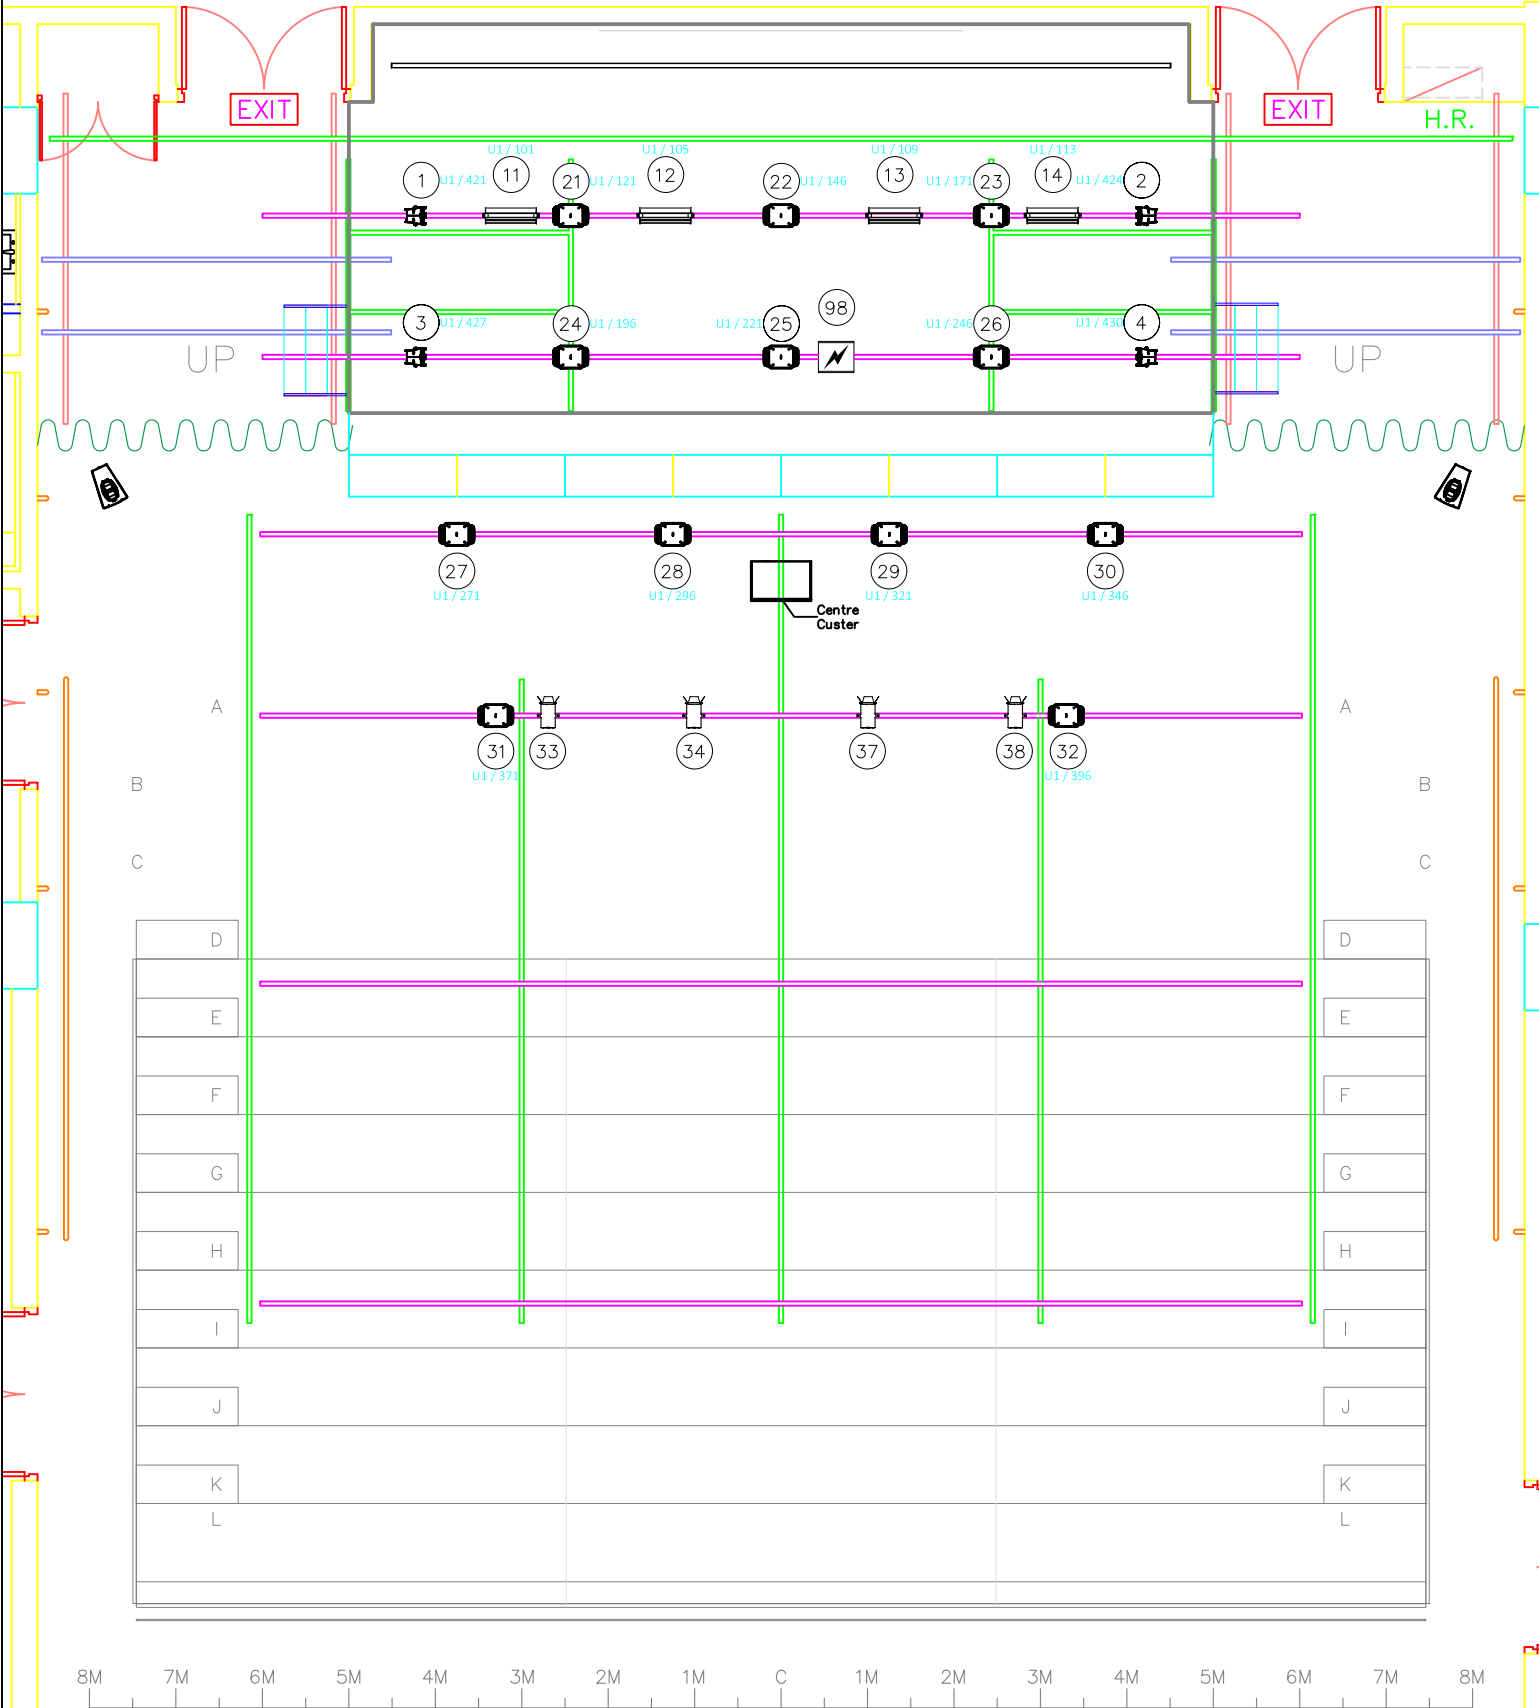 EXIT
EXIT
H.R.
U1 / 101
U1 / 105
U1 / 109
U1 / 113
1
U1 / 421
11
21
U1 / 121
12
22
U1 / 146
13
U1 / 171
23
14
U1 / 424
2
98
3
U1 / 427
24
U1 / 196
U1 / 221
25
U1 / 246
26
U1 / 430
4
UP
UP
27
28
29
30
U1 / 271
U1 / 296
U1 / 321
U1 / 346
Centre
Custer
A
A
31
33
34
37
38
32
U1 / 371
U1 / 396
B
B
C
C
D
D
E
E
F
F
G
G
H
H
I
I
J
J
K
K
L
L
8M 7M 6M 5M 4M 3M 2M 1M C 1M 2M 3M 4M 5M 6M 7M 8M